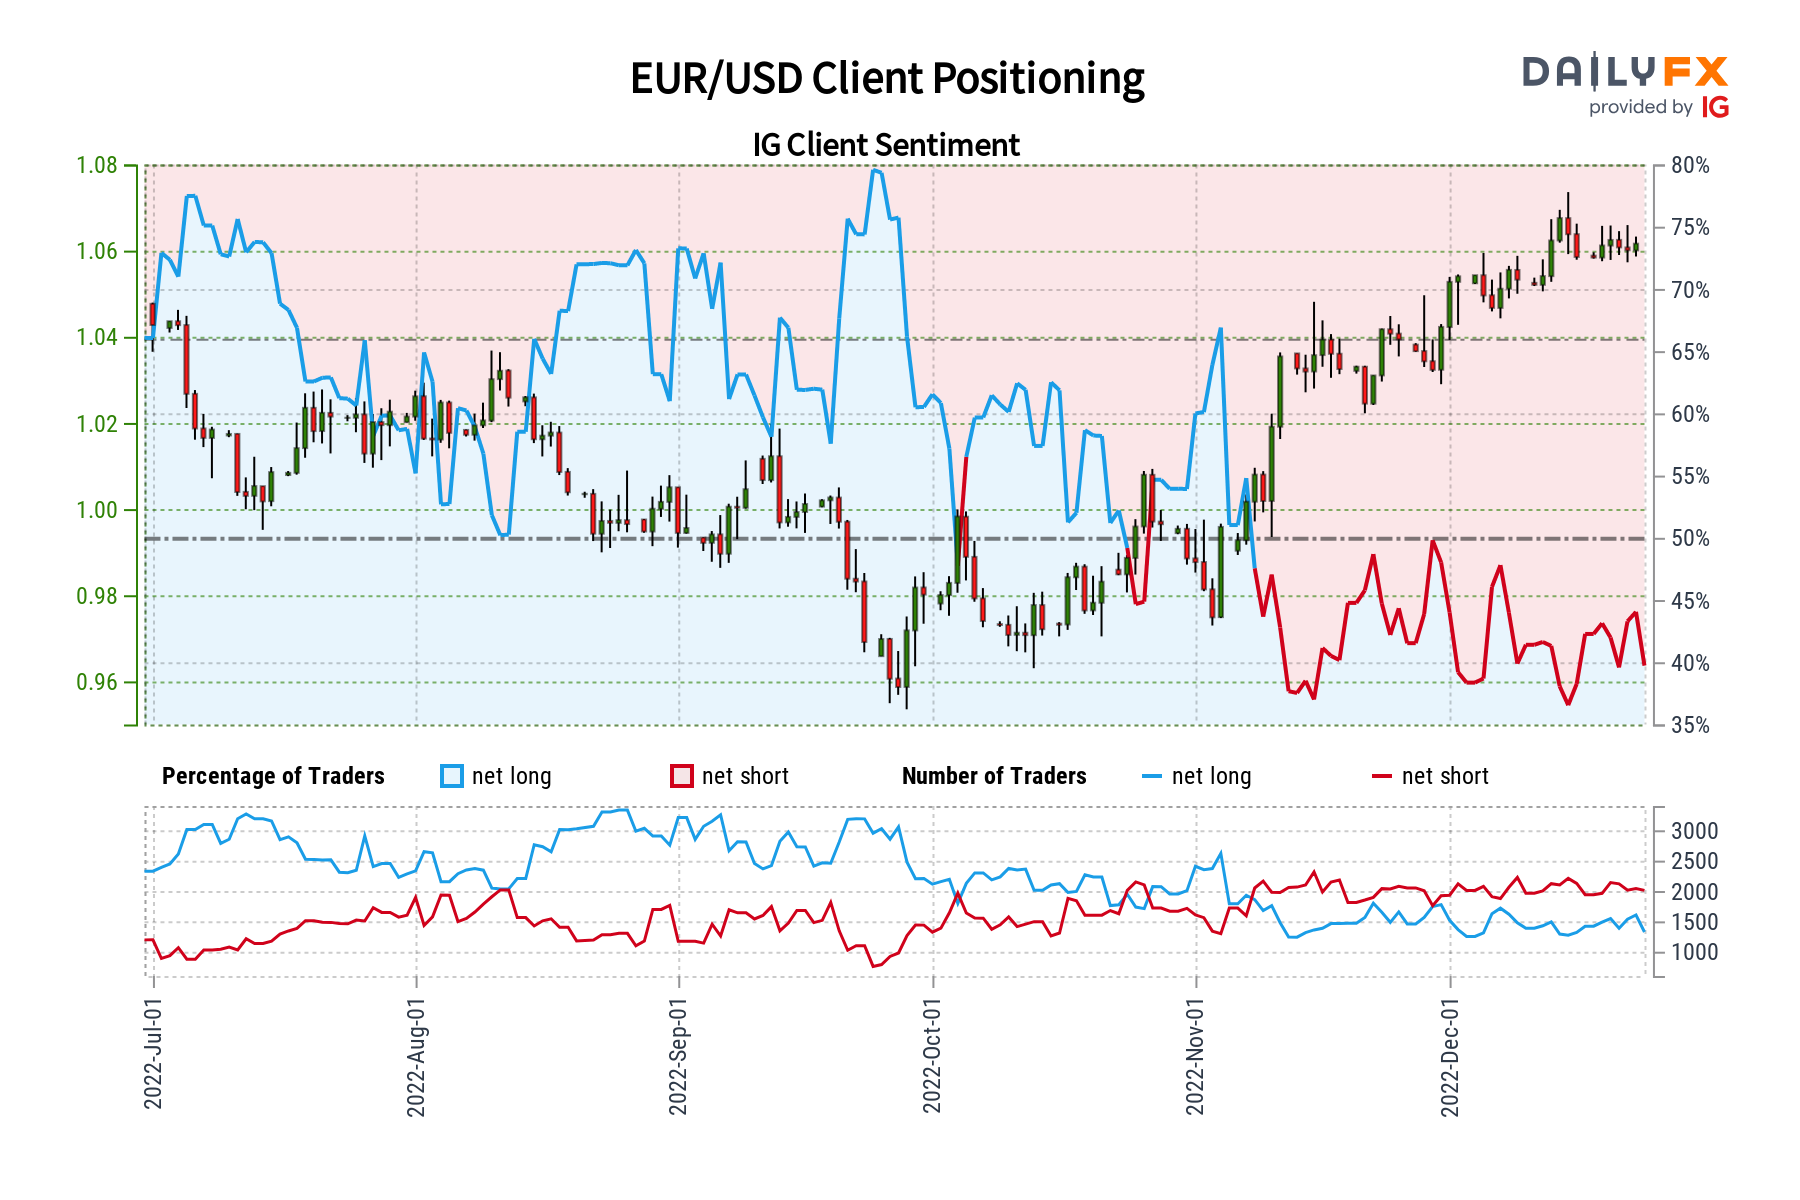 EUR/USD Client Positioning
DAILYFX
provided by IG
IG Client Sentiment
1.08
1.06
1.04
1.02
1.00
0.98
0.96
80%
75%
70%
65%
60%
55%
50%
45%
40%
35%
Percentage of Traders net long net short Number of Traders net long net short
3000
2500
2000
1500
1000
2022-Jul-01
2022-Aug-01
2022-Sep-01
2022-Oct-01
2022-Nov-01
2022-Dec-01